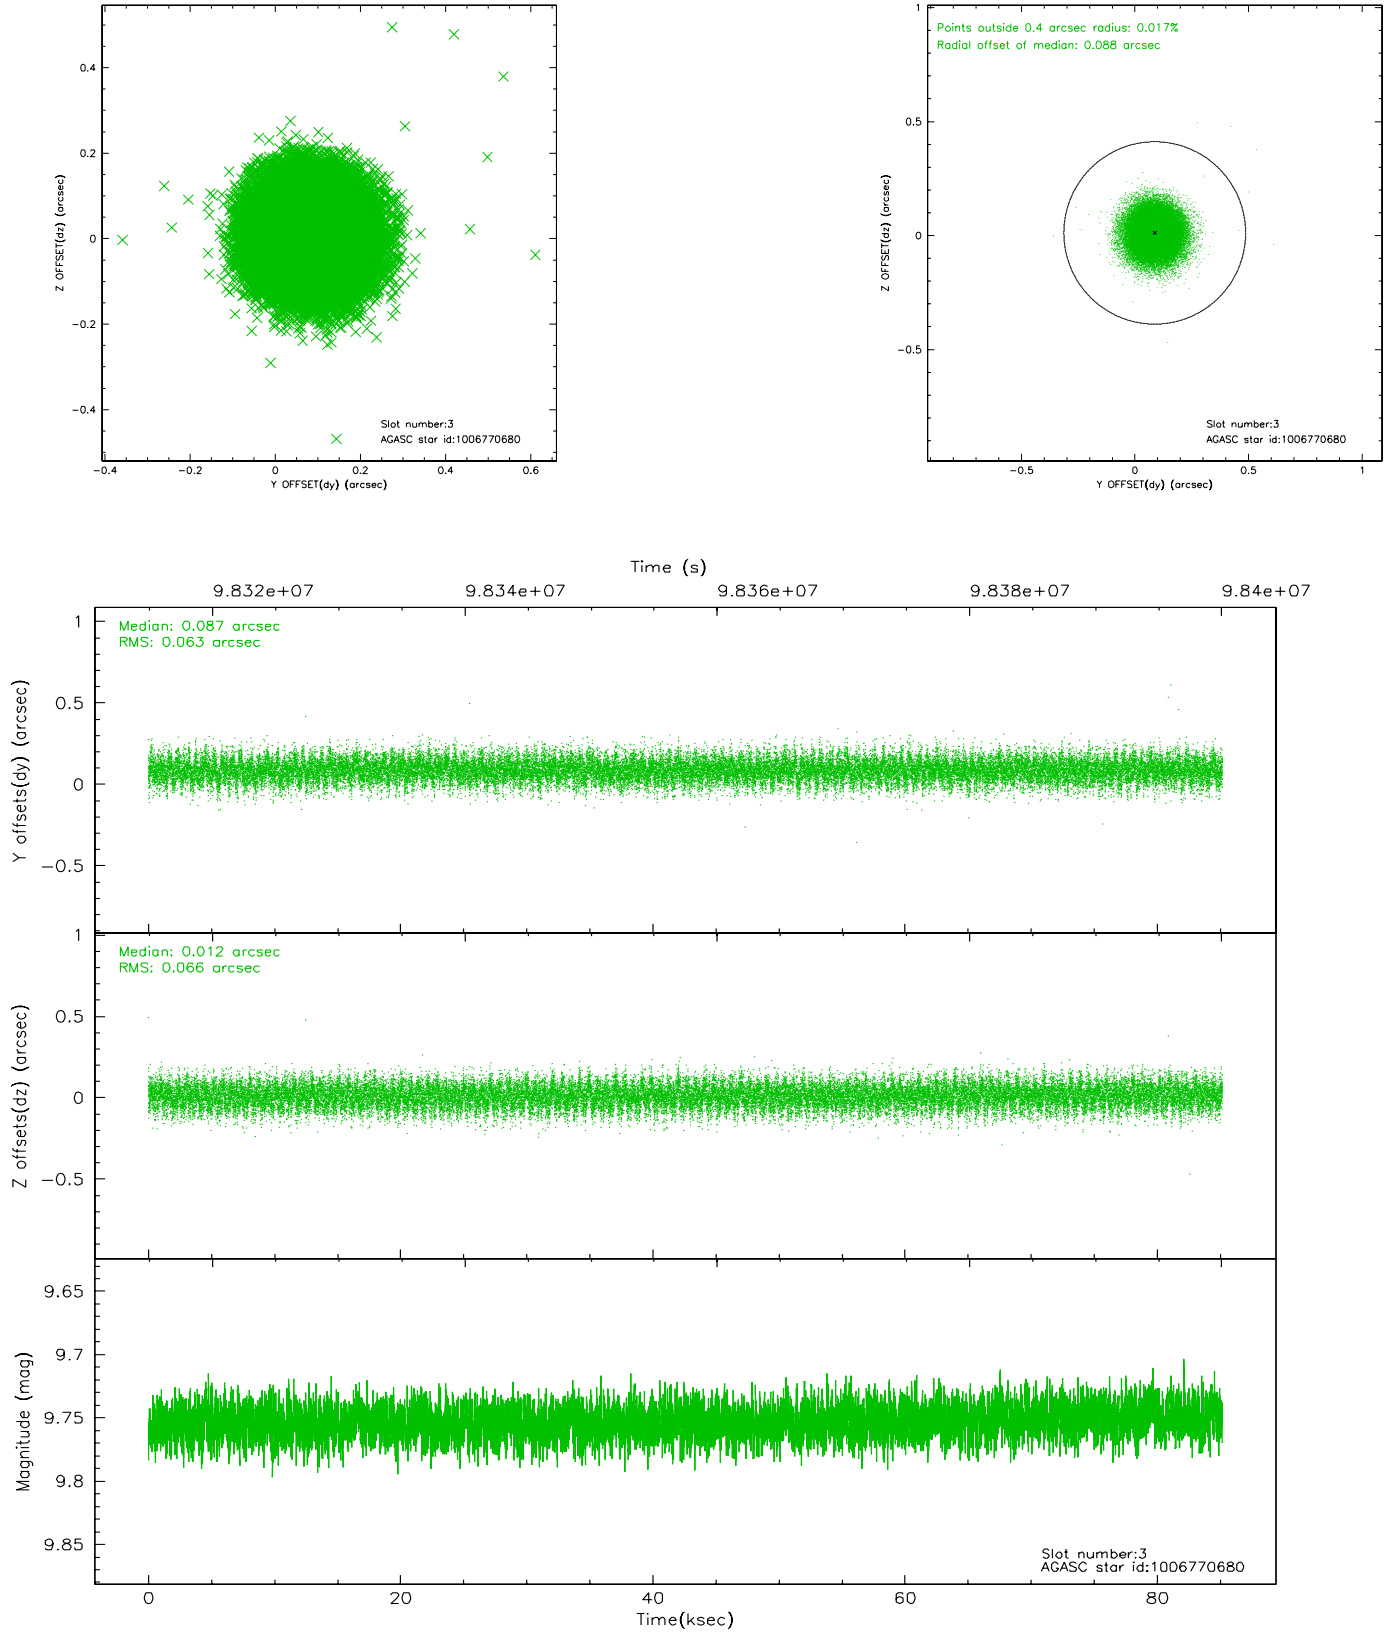 0.4
0.2
0
−0.2
−0.4
Z OFFSET(dz) (arcsec)
Slot number:3
AGASC star id:1006770680
−0.4 −0.2 0 0.2 0.4 0.6
Y OFFSET(dy) (arcsec)
Points outside 0.4 arcsec radius: 0.017%
Radial offset of median: 0.088 arcsec
1
0.5
0
−0.5
Z OFFSET(dz) (arcsec)
Slot number:3
AGASC star id:1006770680
−0.5 0 0.5 1
Y OFFSET(dy) (arcsec)
Time (s)
9.832e+07 9.834e+07 9.836e+07 9.838e+07 9.84e+07
Median: 0.087 arcsec
RMS: 0.063 arcsec
1
0.5
0
−0.5
Y offsets(dy) (arcsec)
Median: 0.012 arcsec
RMS: 0.066 arcsec
1
0.5
0
−0.5
Z offsets(dz) (arcsec)
9.65
9.7
9.75
9.8
9.85
Magnitude (mag)
Slot number:3
AGASC star id:1006770680
0 20 40 60 80
Time(ksec)